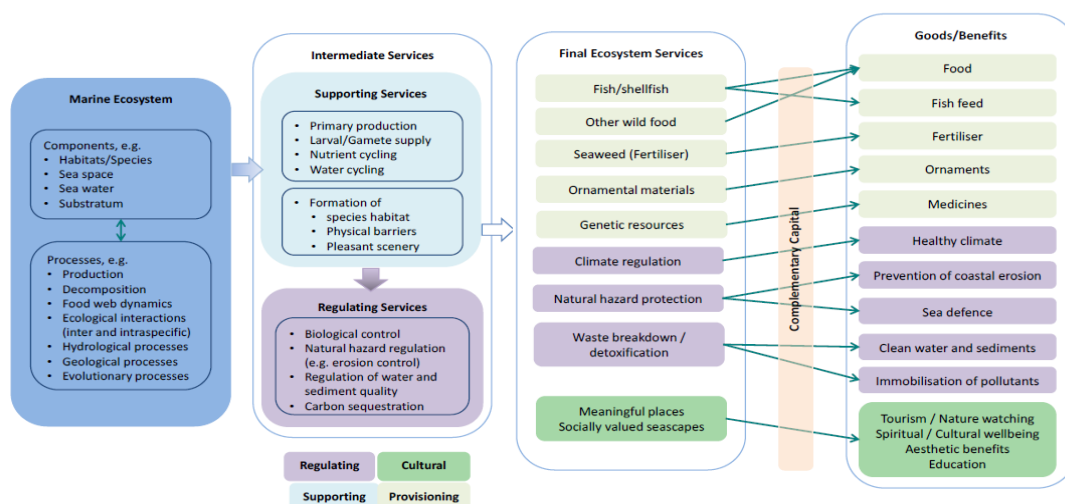 Marine Ecosystem
Components, e.g.
• Habitats/Species
• Sea space
• Sea water
• Substratum
Processes, e.g.
• Production
• Decomposition
• Food web dynamics
• Ecological interactions
(inter and intraspecific)
• Hydrological processes
• Geological processes
• Evolutionary processes
Intermediate Services
Supporting Services
• Primary production
• Larval/Gamete supply
• Nutrient cycling
• Water cycling
• Formation of
• species habitat
• Physical barriers
• Pleasant scenery
Regulating Services
• Biological control
• Natural hazard regulation
(e.g. erosion control)
• Regulation of water and
sediment quality
• Carbon sequestration
Final Ecosystem Services
Fish/shellfish
Other wild food
Seaweed (Fertiliser)
Ornamental materials
Genetic resources
Climate regulation
Natural hazard protection
Waste breakdown /
detoxification
Meaningful places
Socially valued seascapes
Complementary Capital
Goods/Benefits
Food
Fish feed
Fertiliser
Ornaments
Medicines
Healthy climate
Prevention of coastal erosion
Sea defence
Clean water and sediments
Immobilisation of pollutants
Tourism / Nature watching
Spiritual / Cultural wellbeing
Aesthetic benefits
Education
Regulating
Cultural
Supporting
Provisioning